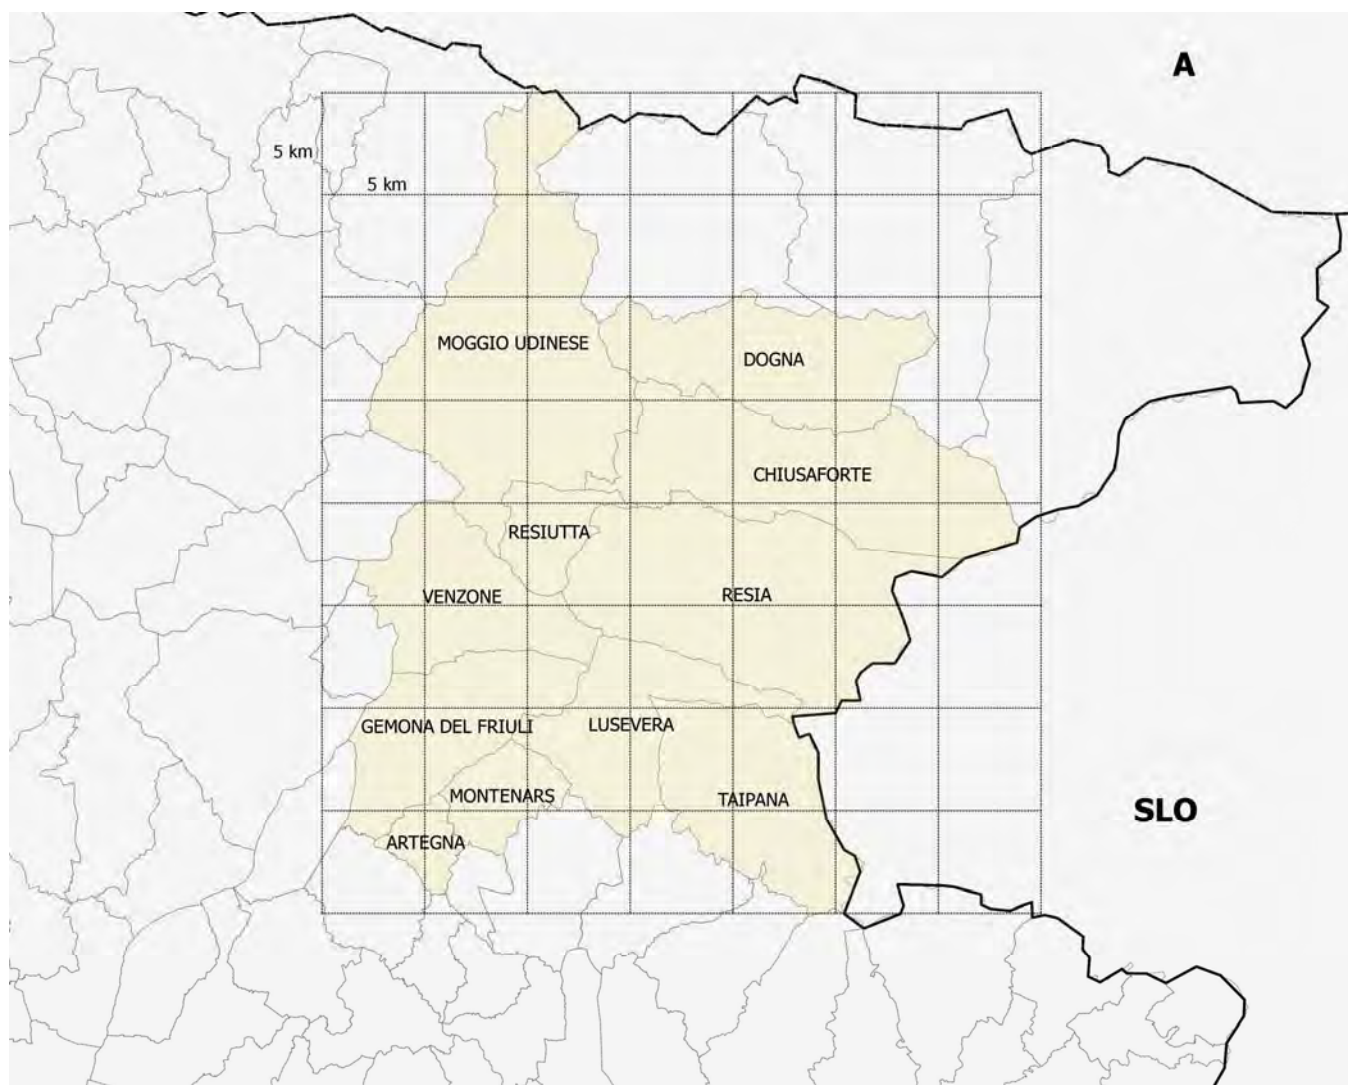 A
5 km
5 km
MOGGIO UDINESE
DOGNA
CHIUSAFORTE
RESIUTTA
VENZONE
RESIA
GEMONA DEL FRIULI
LUSEVERA
MONTENARS
TAIPANA
SLO
ARTEGNA